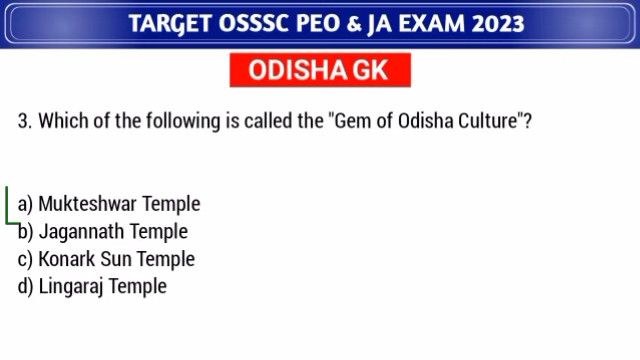 TARGET OSSSC PEO & JA EXAM 2023
ODISHA GK
3. Which of the following is called the "Gem of Odisha Culture"?
a) Mukteshwar Temple
b) Jagannath Temple
c) Konark Sun Temple
d) Lingaraj Temple